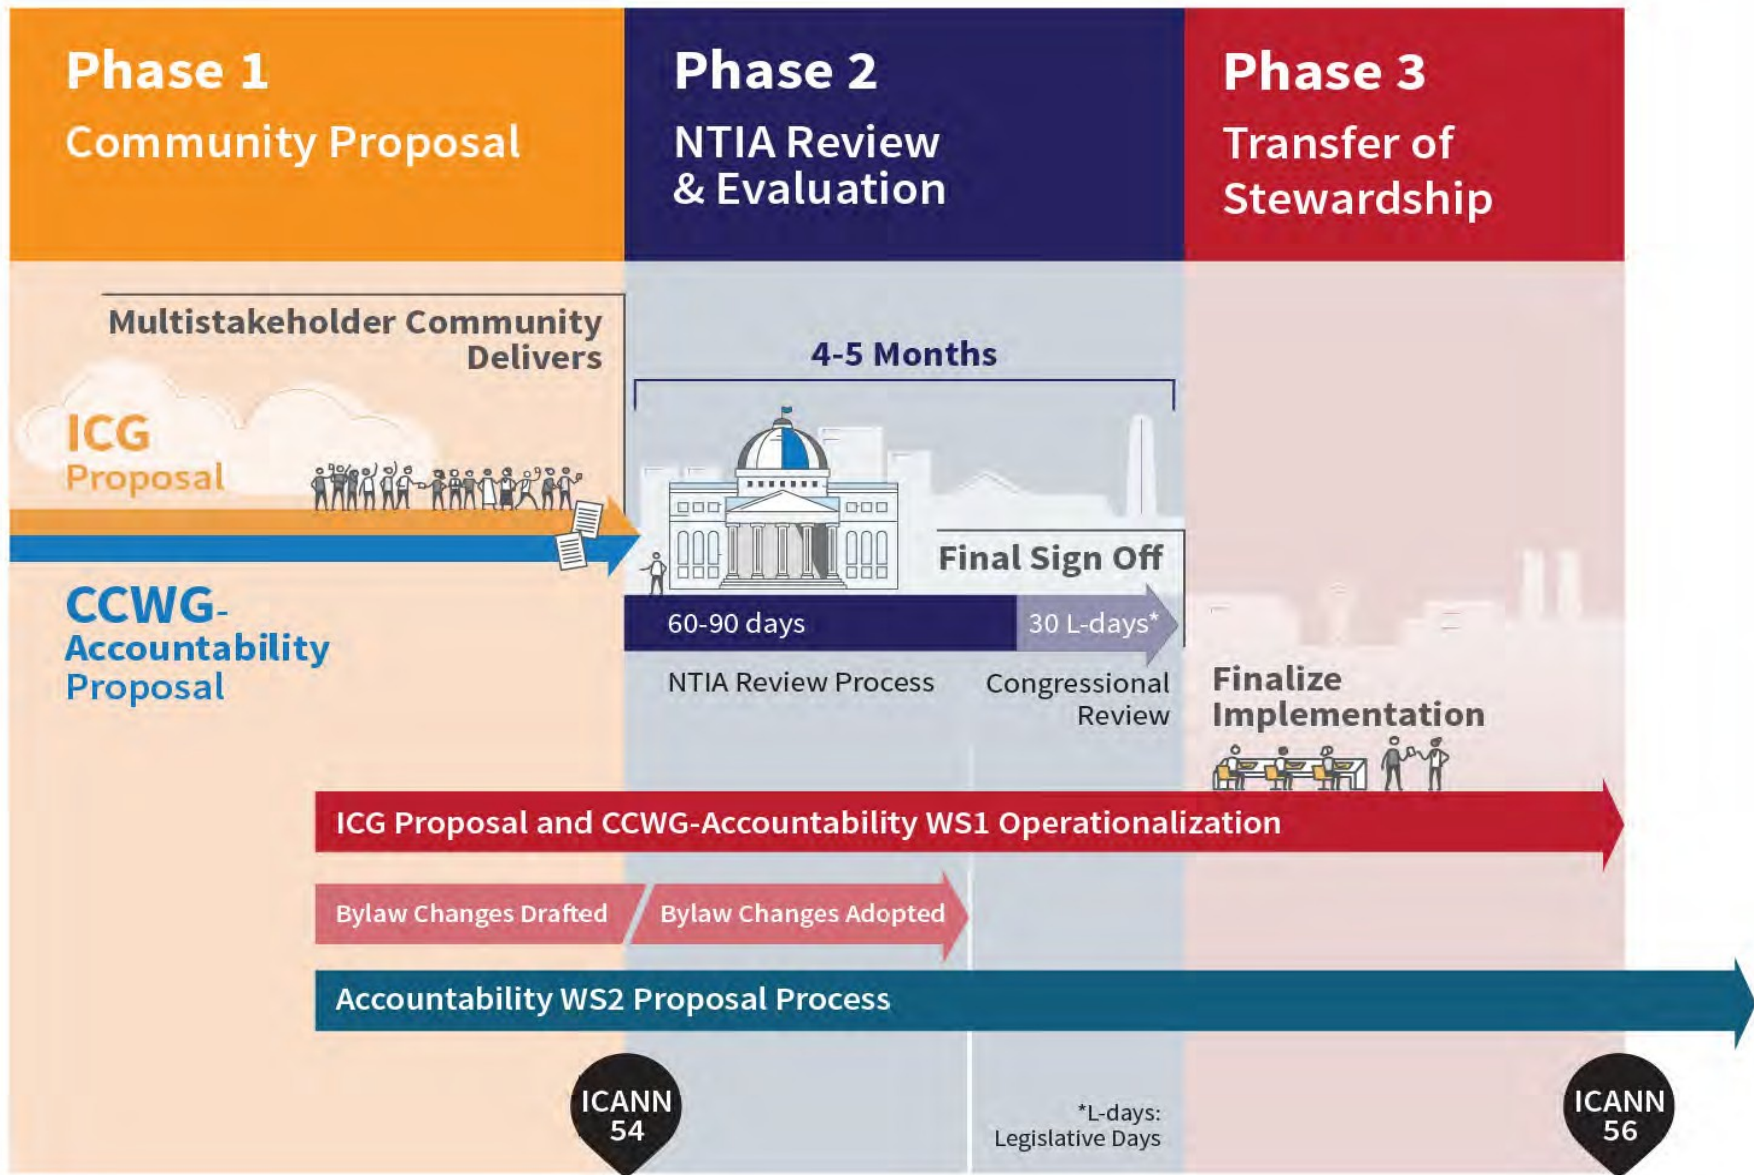 Phase 1
Community Proposal
Phase 2
NTIA Review
& Evaluation
Phase 3
Transfer of
Stewardship
Multistakeholder Community
Delivers
ICG
Proposal
CCWG-
Accountability
Proposal
4-5 Months
Final Sign Off
60-90 days
30 L-days*
NTIA Review Process
Congressional
Review
Finalize
Implementation
ICG Proposal and CCWG-Accountability WS1 Operationalization
Bylaw Changes Drafted
Bylaw Changes Adopted
Accountability WS2 Proposal Process
ICANN
54
*L-days:
Legislative Days
ICANN
56